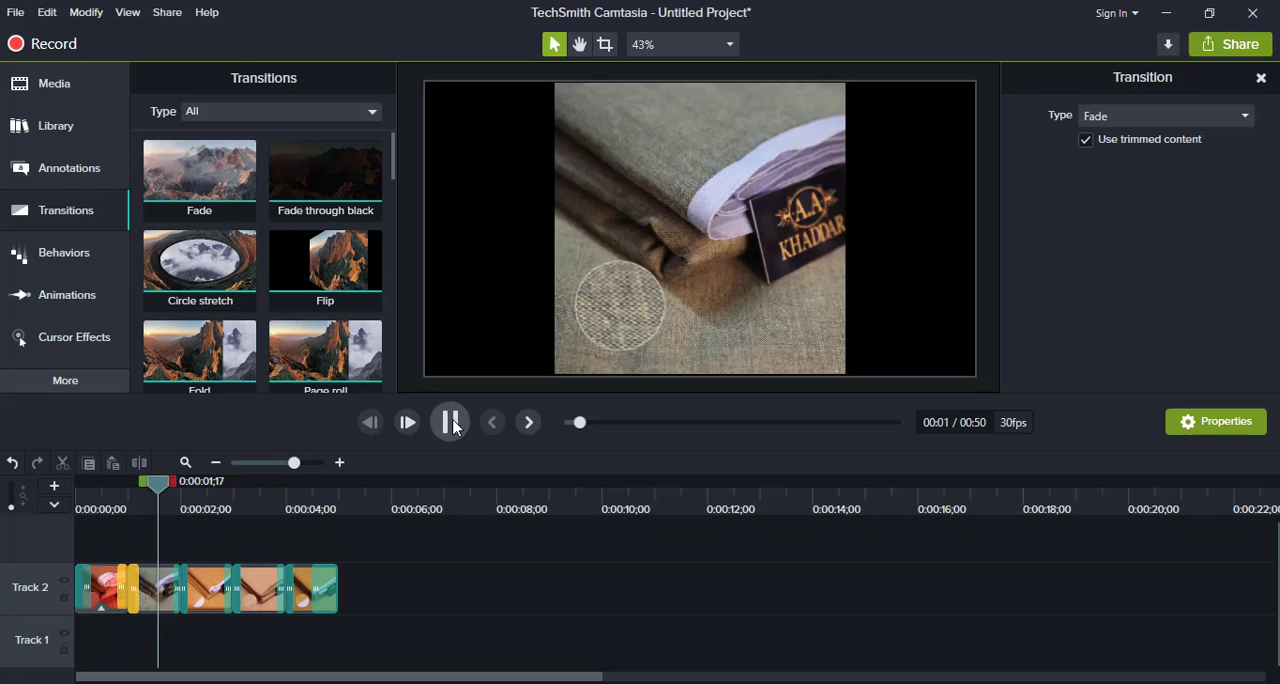 File Edit Modify View Share Help
TechSmith Camtasia - Untitled Project*
Sign In
Record
43%
Share
Media
Library
Annotations
Transitions
Behaviors
Animations
Cursor Effects
More
Transitions
Type All
Fade
Fade through black
Circle stretch
Flip
Fold
Page roll
A.A
KHADDAR
Transition
Type Fade
Use trimmed content
00:01 / 00:50 30fps
Properties
0:00:01;17
0:00:00;00 0:00:02;00 0:00:04;00 0:00:06;00 0:00:08;00 0:00:10;00 0:00:12;00 0:00:14;00 0:00:16;00 0:00:18;00 0:00:20;00 0:00:22;0
Track 2
Track 1